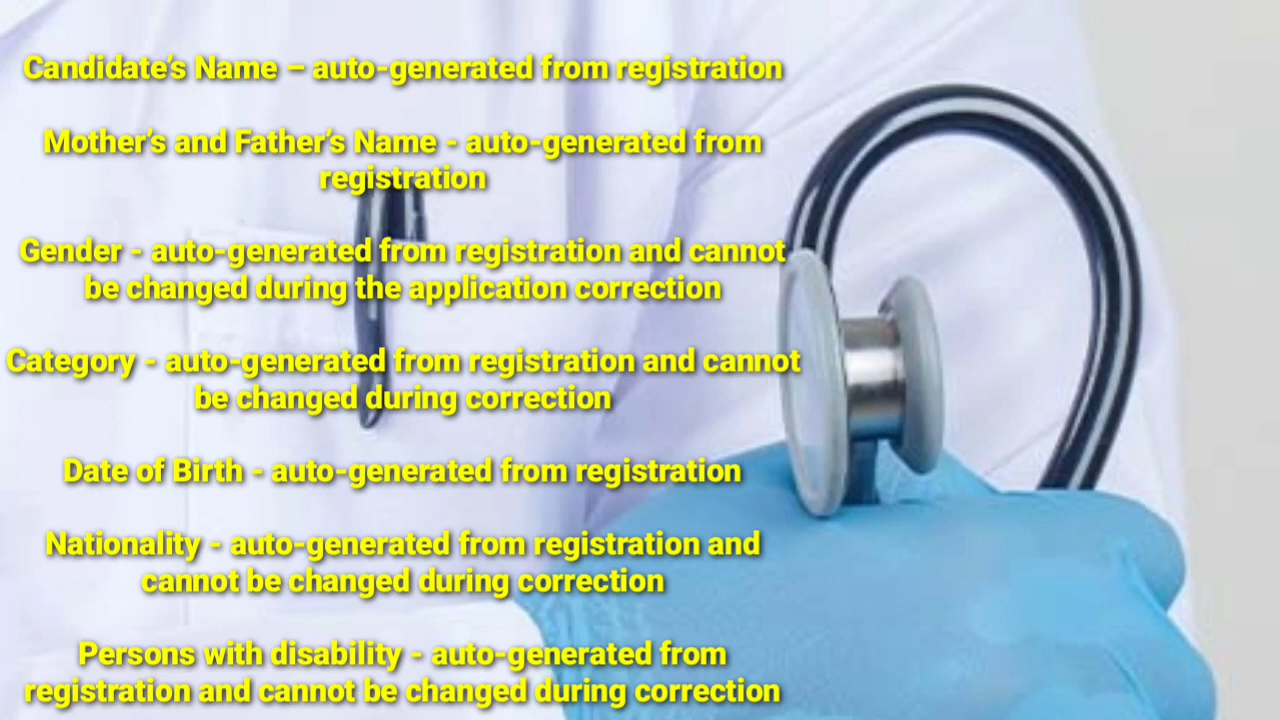 Candidate’s Name – auto-generated from registration
Mother’s and Father’s Name - auto-generated from
registration
Gender - auto-generated from registration and cannot
be changed during the application correction
Category - auto-generated from registration and cannot
be changed during correction
Date of Birth - auto-generated from registration
Nationality - auto-generated from registration and
cannot be changed during correction
Persons with disability - auto-generated from
registration and cannot be changed during correction